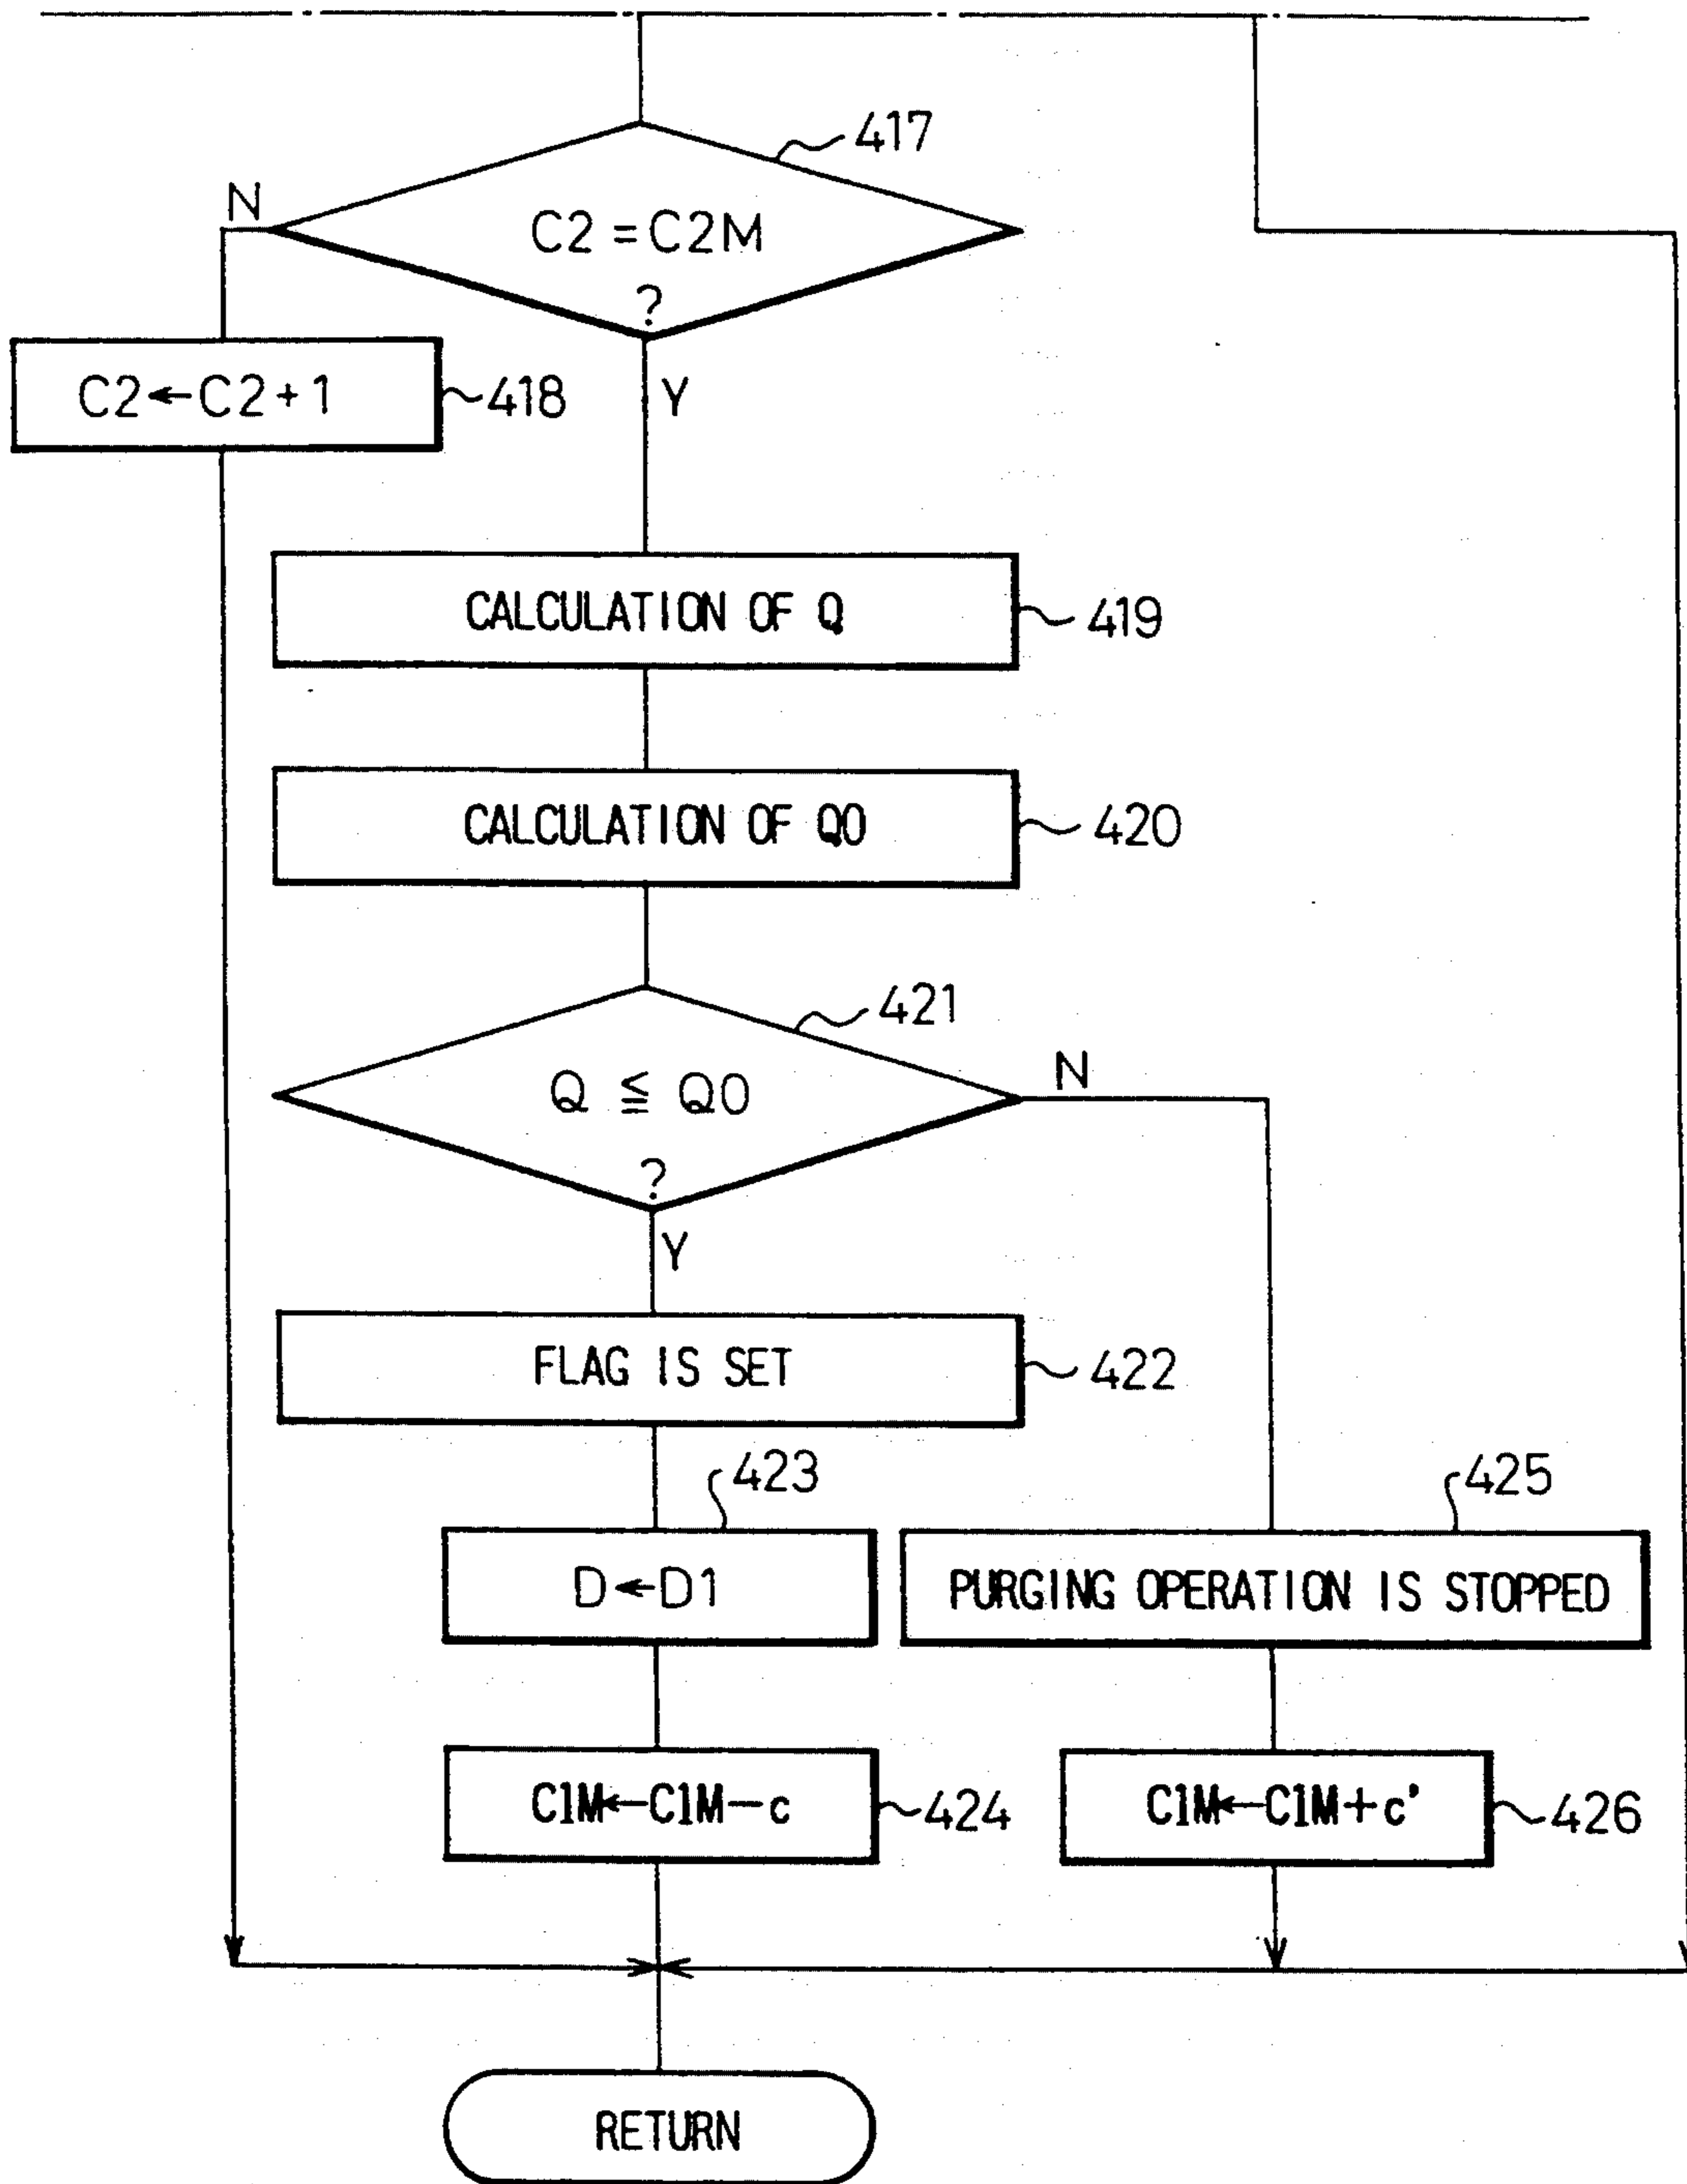 417
N
C2 = C2M
?
C2←C2+1
418
Y
CALCULATION OF Q
419
CALCULATION OF Q0
420
421
Q ≦ Q0
N
?
Y
FLAG IS SET
422
423
425
D←D1
PURGING OPERATION IS STOPPED
C1M←C1M−c
424
C1M←C1M+c'
426
RETURN